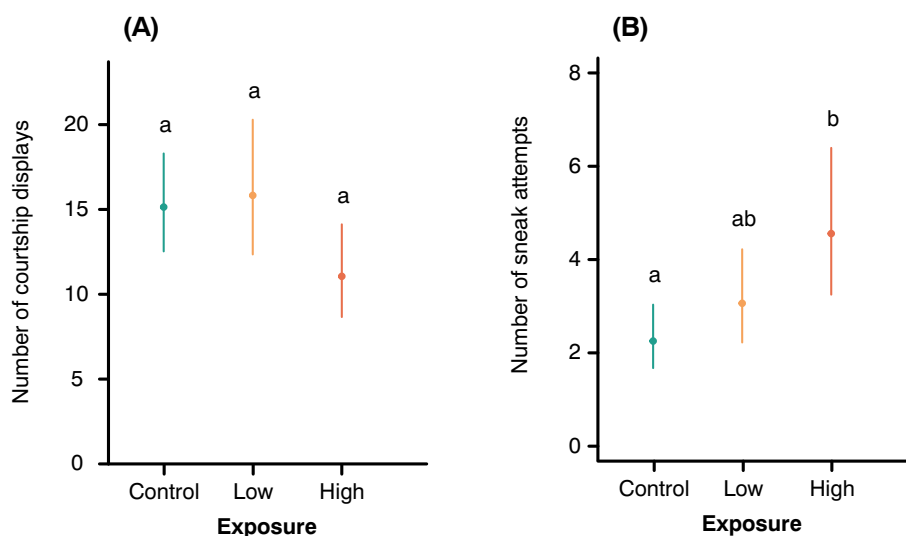 (A)
Number of courtship displays
20
15
10
5
0
a
a
a
Control
Low
High
Exposure
(B)
Number of sneak attempts
8
6
4
2
0
a
ab
b
Control
Low
High
Exposure